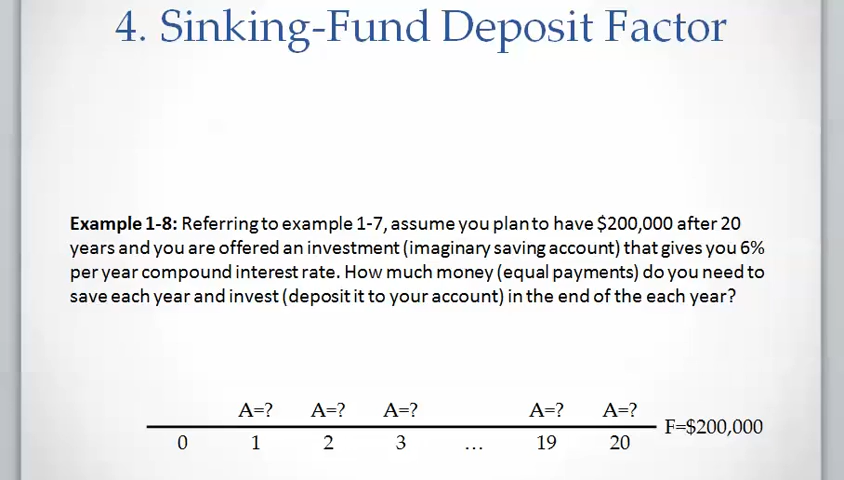 4. Sinking-Fund Deposit Factor
Example 1-8: Referring to example 1-7, assume you plan to have $200,000 after 20
years and you are offered an investment (imaginary saving account) that gives you 6%
per year compound interest rate. How much money (equal payments) do you need to
save each year and invest (deposit it to your account) in the end of the each year?
A=? A=? A=? A=? A=?
F=$200,000
0 1 2 3 ... 19 20